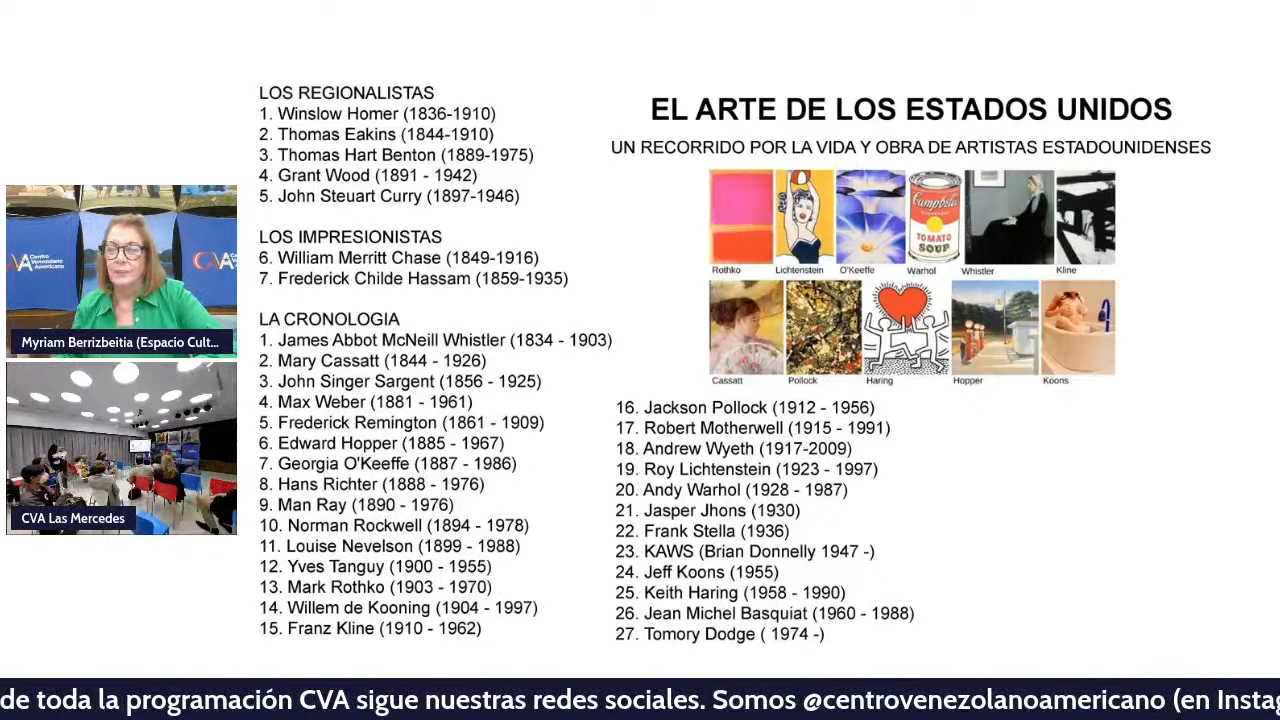 LOS REGIONALISTAS
1. Winslow Homer (1836-1910)
2. Thomas Eakins (1844-1910)
3. Thomas Hart Benton (1889-1975)
4. Grant Wood (1891 - 1942)
5. John Steuart Curry (1897-1946)
LOS IMPRESIONISTAS
6. William Merritt Chase (1849-1916)
7. Frederick Childe Hassam (1859-1935)
LA CRONOLOGIA
1. James Abbot McNeill Whistler (1834 - 1903)
2. Mary Cassatt (1844 - 1926)
3. John Singer Sargent (1856 - 1925)
4. Max Weber (1881 - 1961)
5. Frederick Remington (1861 - 1909)
6. Edward Hopper (1885 - 1967)
7. Georgia O'Keeffe (1887 - 1986)
8. Hans Richter (1888 - 1976)
9. Man Ray (1890 - 1976)
10. Norman Rockwell (1894 - 1978)
11. Louise Nevelson (1899 - 1988)
12. Yves Tanguy (1900 - 1955)
13. Mark Rothko (1903 - 1970)
14. Willem de Kooning (1904 - 1997)
15. Franz Kline (1910 - 1962)
EL ARTE DE LOS ESTADOS UNIDOS
UN RECORRIDO POR LA VIDA Y OBRA DE ARTISTAS ESTADOUNIDENSES
Campbell's
TOMATO
SOUP
Rothko Lichtenstein O'Keeffe Warhol Whistler Kline
Cassatt Pollock Haring Hopper Koons
16. Jackson Pollock (1912 - 1956)
17. Robert Motherwell (1915 - 1991)
18. Andrew Wyeth (1917-2009)
19. Roy Lichtenstein (1923 - 1997)
20. Andy Warhol (1928 - 1987)
21. Jasper Jhons (1930)
22. Frank Stella (1936)
23. KAWS (Brian Donnelly 1947 -)
24. Jeff Koons (1955)
25. Keith Haring (1958 - 1990)
26. Jean Michel Basquiat (1960 - 1988)
27. Tomory Dodge ( 1974 -)
VA Centro
Venezolano
Americano
CVA
Myriam Berrizbeitia (Espacio Cult...
CVA Las Mercedes
de toda la programación CVA sigue nuestras redes sociales. Somos @centrovenezolanoamericano (en Instag